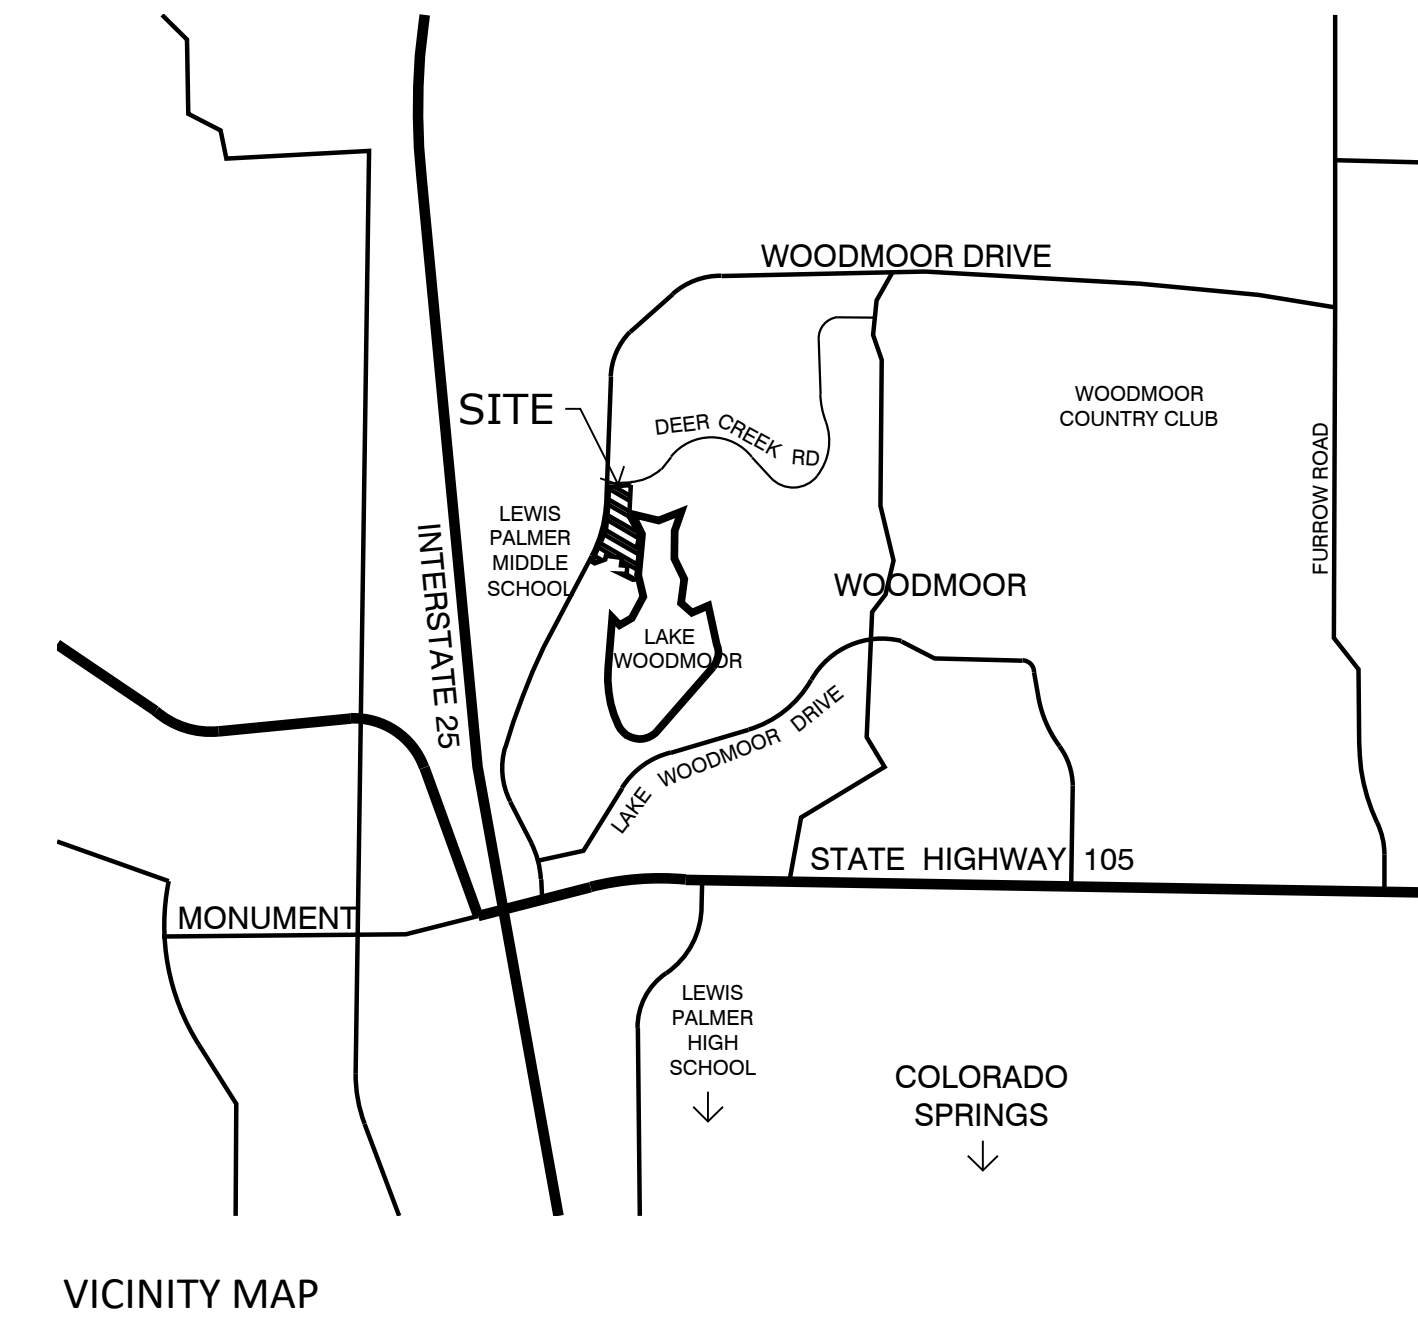 WOODMOOR DRIVE
WOODMOOR
COUNTRY CLUB
SITE
DEER CREEK RD
FURROW ROAD
LEWIS
PALMER
MIDDLE
SCHOOL
INTERSTATE 25
WOODMOOR
LAKE
WOODMOOR
LAKE WOODMOOR DRIVE
STATE HIGHWAY 105
MONUMENT
LEWIS
PALMER
HIGH
SCHOOL
COLORADO
SPRINGS
VICINITY MAP